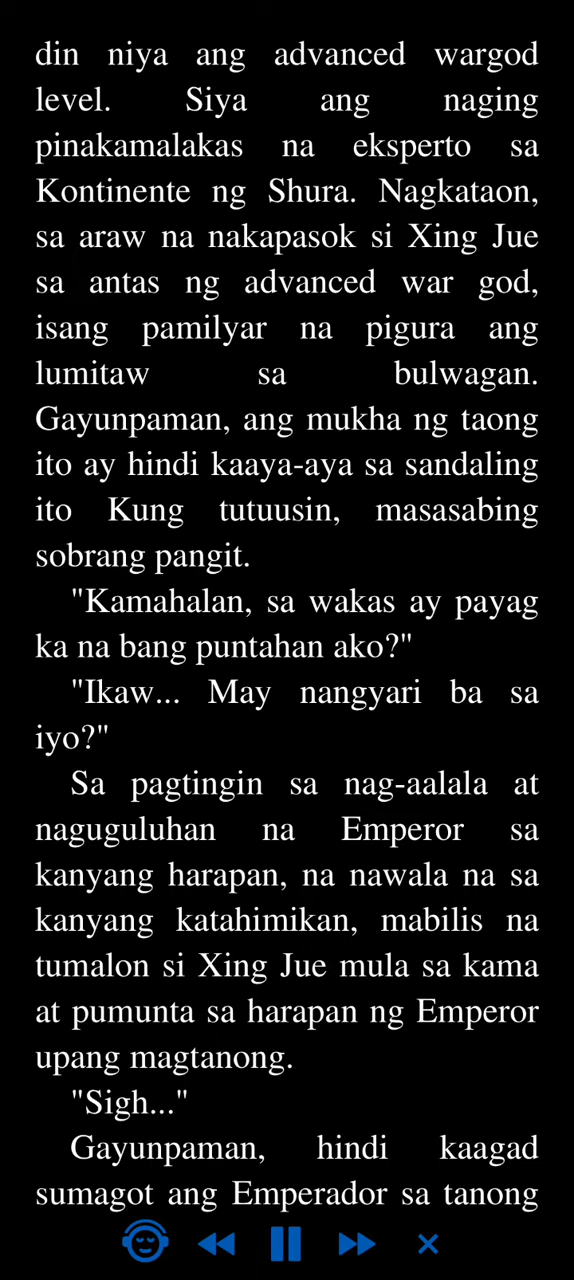 din niya ang advanced wargod
level. Siya ang naging
pinakamalakas na eksperto sa
Kontinente ng Shura. Nagkataon,
sa araw na nakapasok si Xing Jue
sa antas ng advanced war god,
isang pamilyar na pigura ang
lumitaw sa bulwagan.
Gayunpaman, ang mukha ng taong
ito ay hindi kaaya-aya sa sandaling
ito Kung tutuusin, masasabing
sobrang pangit.
"Kamahalan, sa wakas ay payag
ka na bang puntahan ako?"
"Ikaw... May nangyari ba sa
iyo?"
Sa pagtingin sa nag-aalala at
naguguluhan na Emperor sa
kanyang harapan, na nawala na sa
kanyang katahimikan, mabilis na
tumalon si Xing Jue mula sa kama
at pumunta sa harapan ng Emperor
upang magtanong.
"Sigh..."
Gayunpaman, hindi kaagad
sumagot ang Emperador sa tanong